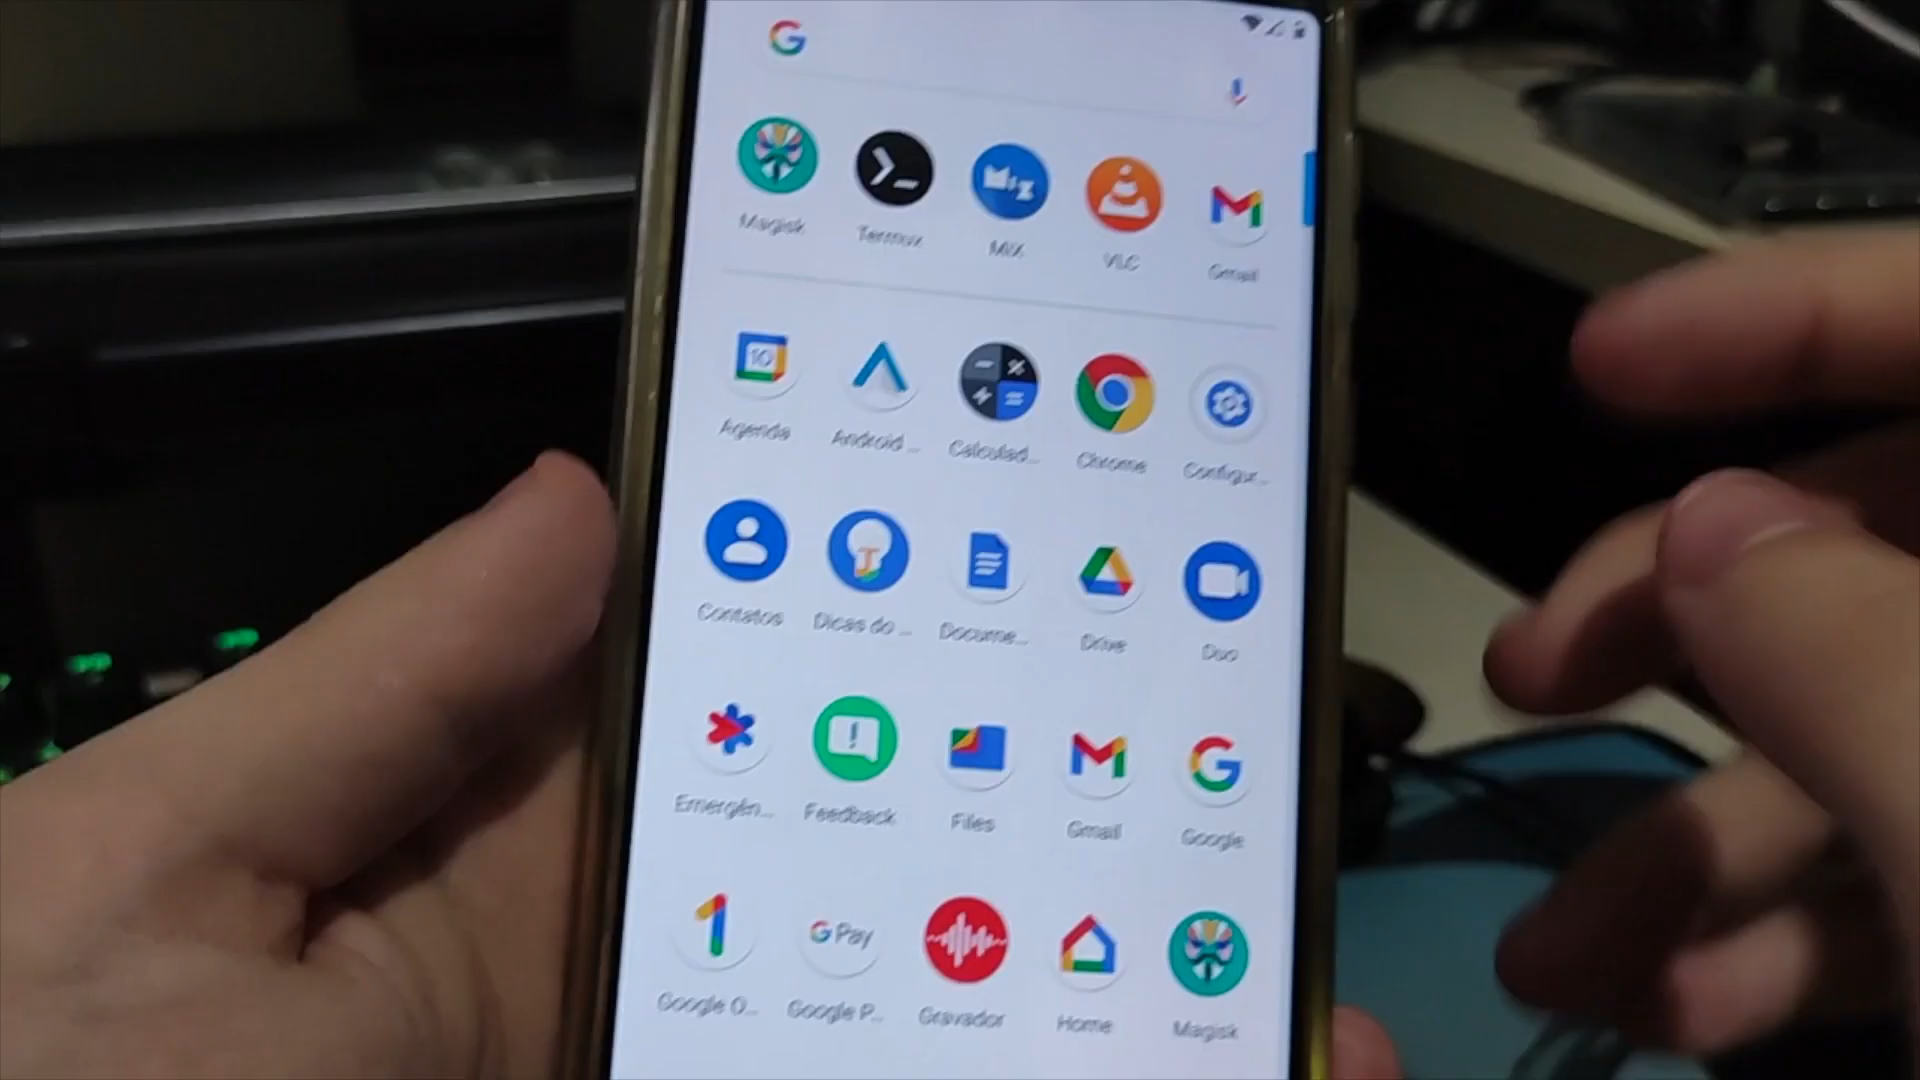 Magisk Termux MiX VLC Gmail
10
Agenda Android ... Calculad... Chrome Configur...
Contatos Dicas do ... Docume... Drive Duo
Emergên... Feedback Files Gmail Google
G Pay
Google O... Google P... Gravador Home Magisk